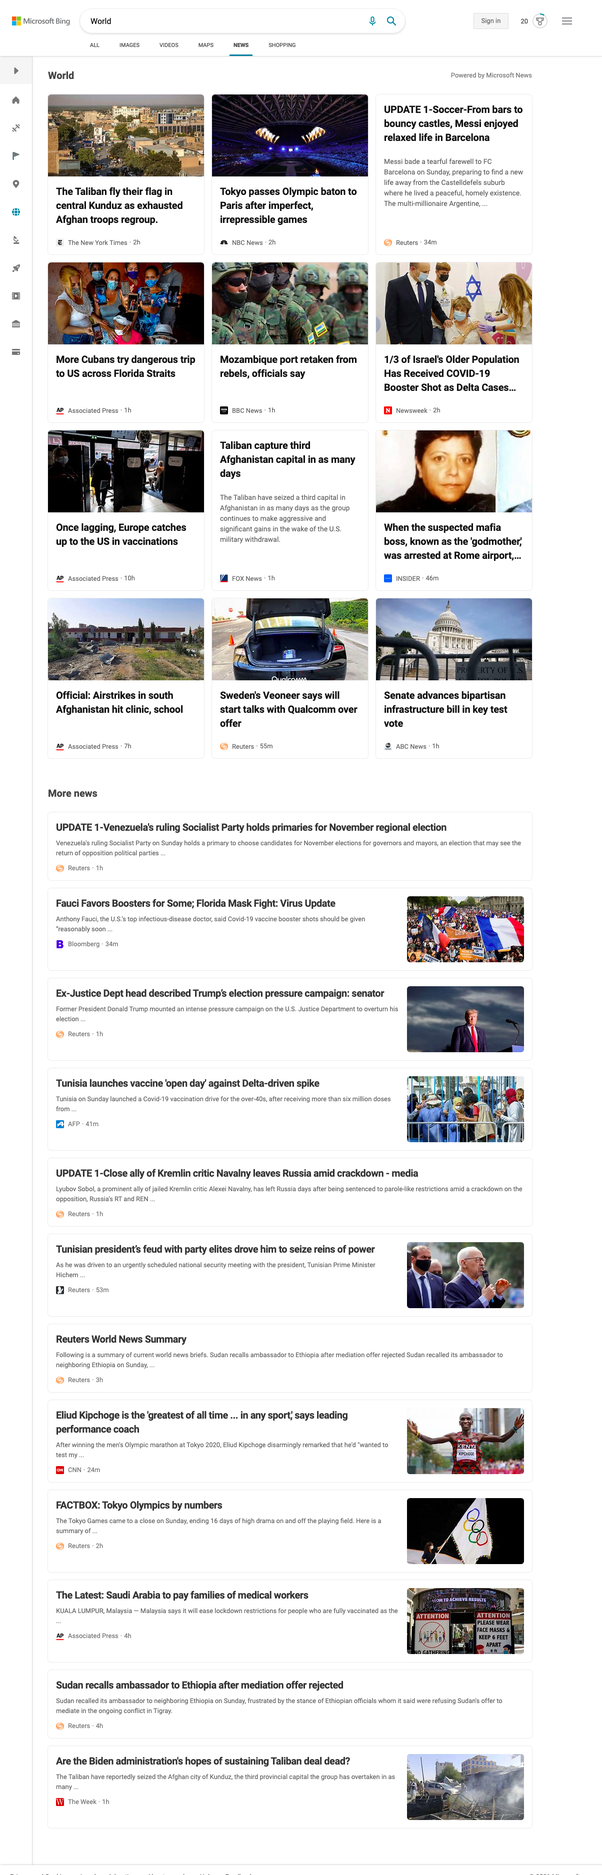 Microsoft Bing
World
Sign in
20
ALL IMAGES VIDEOS MAPS NEWS SHOPPING
World
Powered by Microsoft News
The Taliban fly their flag in
central Kunduz as exhausted
Afghan troops regroup.
The New York Times · 2h
Tokyo passes Olympic baton to
Paris after imperfect,
irrepressible games
NBC News · 2h
UPDATE 1-Soccer-From bars to
bouncy castles, Messi enjoyed
relaxed life in Barcelona
Messi bade a tearful farewell to FC
Barcelona on Sunday, preparing to find a new
life away from the Castelldefels suburb
where he lived a peaceful, homely existence.
The multi-millionaire Argentine, ...
Reuters · 34m
More Cubans try dangerous trip
to US across Florida Straits
AP Associated Press · 1h
Mozambique port retaken from
rebels, officials say
BBC News · 1h
1/3 of Israel's Older Population
Has Received COVID-19
Booster Shot as Delta Cases...
N Newsweek · 2h
Once lagging, Europe catches
up to the US in vaccinations
AP Associated Press · 10h
Taliban capture third
Afghanistan capital in as many
days
The Taliban have seized a third capital in
Afghanistan in as many days as the group
continues to make aggressive and
significant gains in the wake of the U.S.
military withdrawal.
FOX News · 1h
When the suspected mafia
boss, known as the 'godmother,'
was arrested at Rome airport,...
INSIDER · 46m
Official: Airstrikes in south
Afghanistan hit clinic, school
AP Associated Press · 7h
Qualcomm
Sweden's Veoneer says will
start talks with Qualcomm over
offer
Reuters · 55m
PROPERTY OF U.S.
Senate advances bipartisan
infrastructure bill in key test
vote
ABC News · 1h
More news
UPDATE 1-Venezuela's ruling Socialist Party holds primaries for November regional election
Venezuela's ruling Socialist Party on Sunday holds a primary to choose candidates for November elections for governors and mayors, an election that may see the
return of opposition political parties ...
Reuters · 1h
Fauci Favors Boosters for Some; Florida Mask Fight: Virus Update
Anthony Fauci, the U.S.'s top infectious-disease doctor, said Covid-19 vaccine booster shots should be given
"reasonably soon ...
B Bloomberg · 34m
Ex-Justice Dept head described Trump's election pressure campaign: senator
Former President Donald Trump mounted an intense pressure campaign on the U.S. Justice Department to overturn his
election ...
Reuters · 1h
Tunisia launches vaccine 'open day' against Delta-driven spike
Tunisia on Sunday launched a Covid-19 vaccination drive for the over-40s, after receiving more than six million doses
from ...
AFP · 41m
UPDATE 1-Close ally of Kremlin critic Navalny leaves Russia amid crackdown - media
Lyubov Sobol, a prominent ally of jailed Kremlin critic Alexei Navalny, has left Russia days after being sentenced to parole-like restrictions amid a crackdown on the
opposition, Russia's RT and REN ...
Reuters · 1h
Tunisian president's feud with party elites drove him to seize reins of power
As he was driven to an urgently scheduled national security meeting with the president, Tunisian Prime Minister
Hichem ...
Reuters · 53m
Reuters World News Summary
Following is a summary of current world news briefs. Sudan recalls ambassador to Ethiopia after mediation offer rejected Sudan recalled its ambassador to
neighboring Ethiopia on Sunday, ...
Reuters · 3h
Eliud Kipchoge is the 'greatest of all time ... in any sport,' says leading
performance coach
After winning the men's Olympic marathon at Tokyo 2020, Eliud Kipchoge disarmingly remarked that he'd "wanted to
test my ...
CNN CNN · 24m
KENYA
KIPCHOGE
FACTBOX: Tokyo Olympics by numbers
The Tokyo Games came to a close on Sunday, ending 16 days of high drama on and off the playing field. Here is a
summary of ...
Reuters · 2h
The Latest: Saudi Arabia to pay families of medical workers
KUALA LUMPUR, Malaysia — Malaysia says it will ease lockdown restrictions for people who are fully vaccinated as the
...
AP Associated Press · 4h
ATTENTION
NO GATHERING
ATTENTION
PLEASE WEAR
FACE MASKS &
KEEP 6 FEET
APART
Sudan recalls ambassador to Ethiopia after mediation offer rejected
Sudan recalled its ambassador to neighboring Ethiopia on Sunday, frustrated by the stance of Ethiopian officials whom it said were refusing Sudan's offer to
mediate in the ongoing conflict in Tigray.
Reuters · 4h
Are the Biden administration's hopes of sustaining Taliban deal dead?
The Taliban have reportedly seized the Afghan city of Kunduz, the third provincial capital the group has overtaken in as
many ...
W The Week · 1h